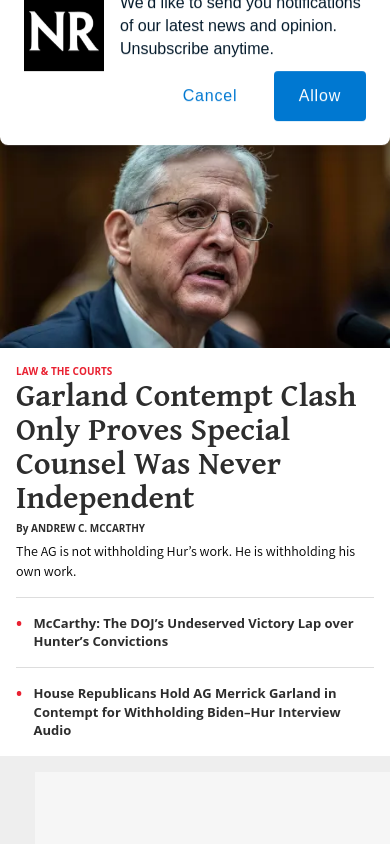 NR
We'd like to send you notifications
of our latest news and opinion.
Unsubscribe anytime.
Cancel
Allow
LAW & THE COURTS
Garland Contempt Clash
Only Proves Special
Counsel Was Never
Independent
By ANDREW C. MCCARTHY
The AG is not withholding Hur’s work. He is withholding his
own work.
• McCarthy: The DOJ’s Undeserved Victory Lap over
Hunter’s Convictions
• House Republicans Hold AG Merrick Garland in
Contempt for Withholding Biden–Hur Interview
Audio